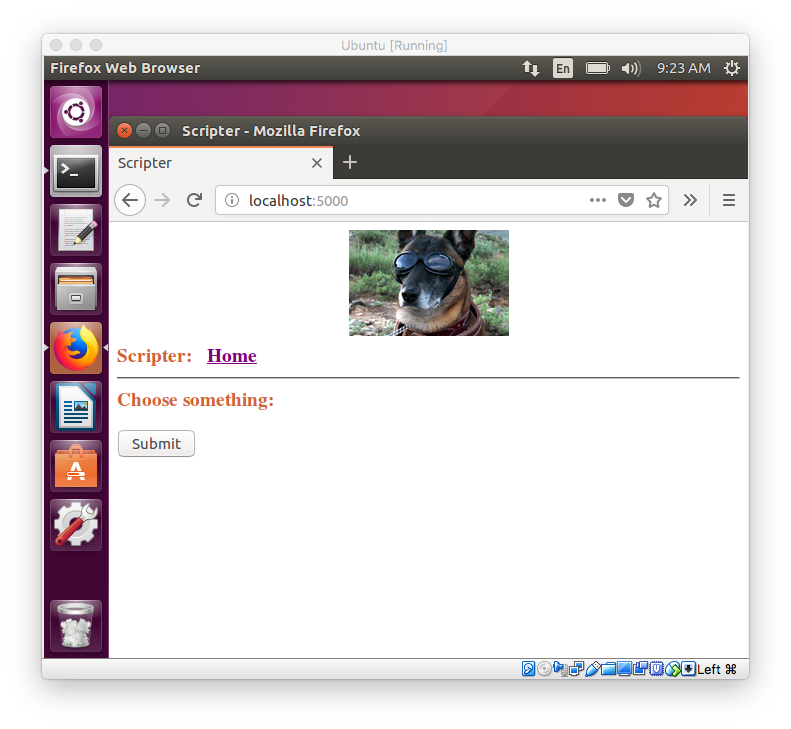 Ubuntu [Running]
Firefox Web Browser
En
9:23 AM
Scripter - Mozilla Firefox
Scripter
localhost:5000
Scripter: Home
Choose something:
Submit
Left ⌘